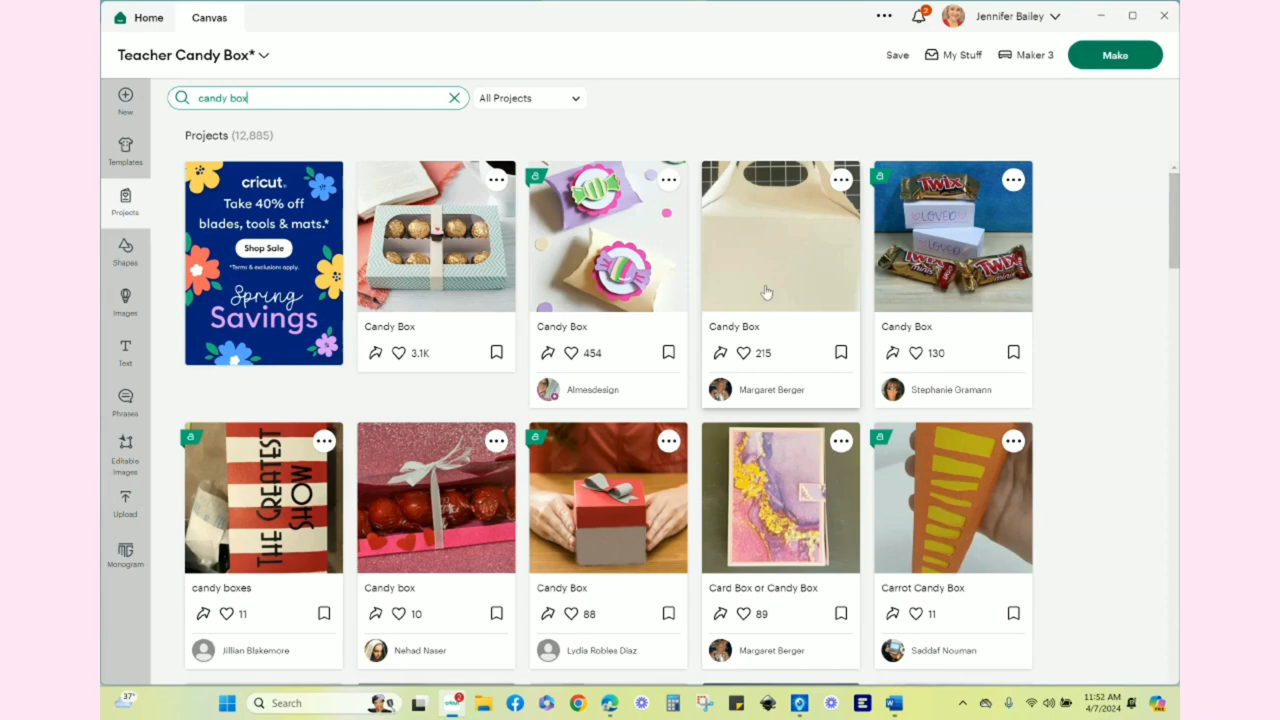 Home
Canvas
2
Jennifer Bailey
Teacher Candy Box*
Save
My Stuff
Maker 3
Make
New
Templates
Projects
Shapes
Images
Text
Phrases
Editable
Images
Upload
Monogram
candy box
All Projects
Projects (12,885)
cricut
Take 40% off
blades, tools & mats.*
Shop Sale
*Terms & exclusions apply.
Spring
Savings
Candy Box
3.1K
a
Candy Box
454
Almesdesign
Candy Box
215
Margaret Berger
a
TWIX
LOVED
LOVED
TWIX
Candy Box
130
Stephanie Gramann
a
THE GREATEST
SHOW
candy boxes
11
Jillian Blakemore
Candy box
10
Nehad Naser
a
Candy Box
88
Lydia Robles Diaz
Card Box or Candy Box
89
Margaret Berger
a
Carrot Candy Box
11
Saddaf Nouman
37°
Search
cricut
2
11:52 AM
4/7/2024